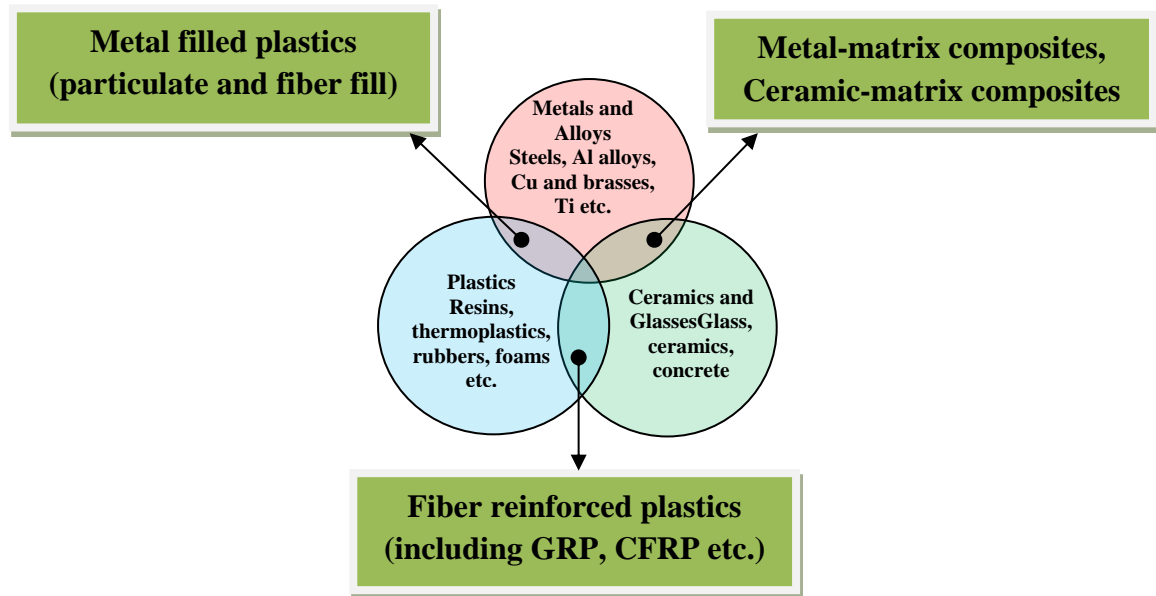 Metal filled plastics
(particulate and fiber fill)
Metal-matrix composites,
Ceramic-matrix composites
Metals and
Alloys
Steels, Al alloys,
Cu and brasses,
Ti etc.
Plastics
Resins,
thermoplastics,
rubbers, foams
etc.
Ceramics and
GlassesGlass,
ceramics,
concrete
Fiber reinforced plastics
(including GRP, CFRP etc.)